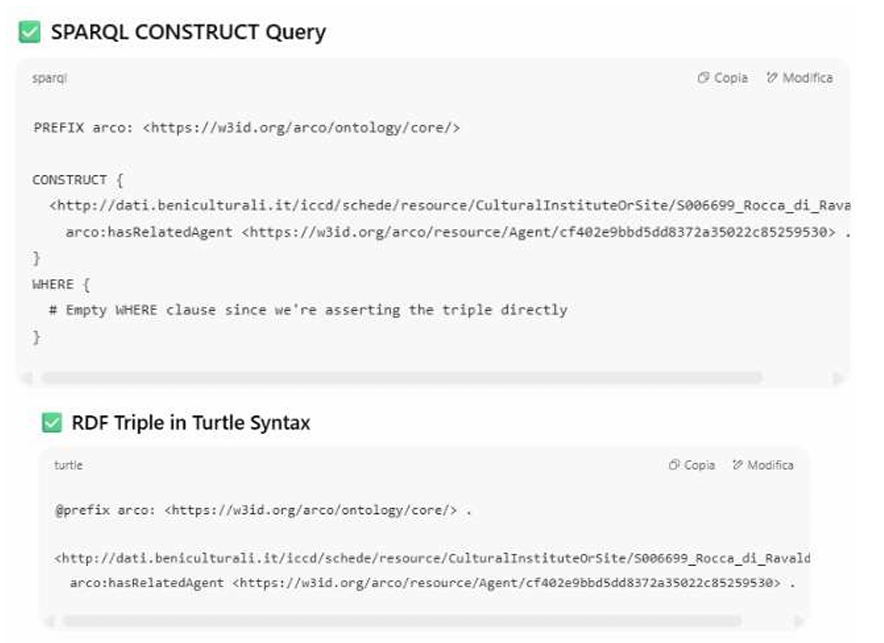 SPARQL CONSTRUCT Query
sparql
Copia Modifica
PREFIX arco: <https://w3id.org/arco/ontology/core/>
CONSTRUCT {
<http://dati.beniculturali.it/iccd/schede/resource/CulturalInstituteOrSite/S006699_Rocca_di_Rava
arco:hasRelatedAgent <https://w3id.org/arco/resource/Agent/cf402e9bbd5dd8372a35022c85259530> .
}
WHERE {
# Empty WHERE clause since we're asserting the triple directly
}
RDF Triple in Turtle Syntax
turtle
Copia Modifica
@prefix arco: <https://w3id.org/arco/ontology/core/> .
<http://dati.beniculturali.it/iccd/schede/resource/CulturalInstituteOrSite/S006699_Rocca_di_Ravald
arco:hasRelatedAgent <https://w3id.org/arco/resource/Agent/cf402e9bbd5dd8372a35022c85259530> .